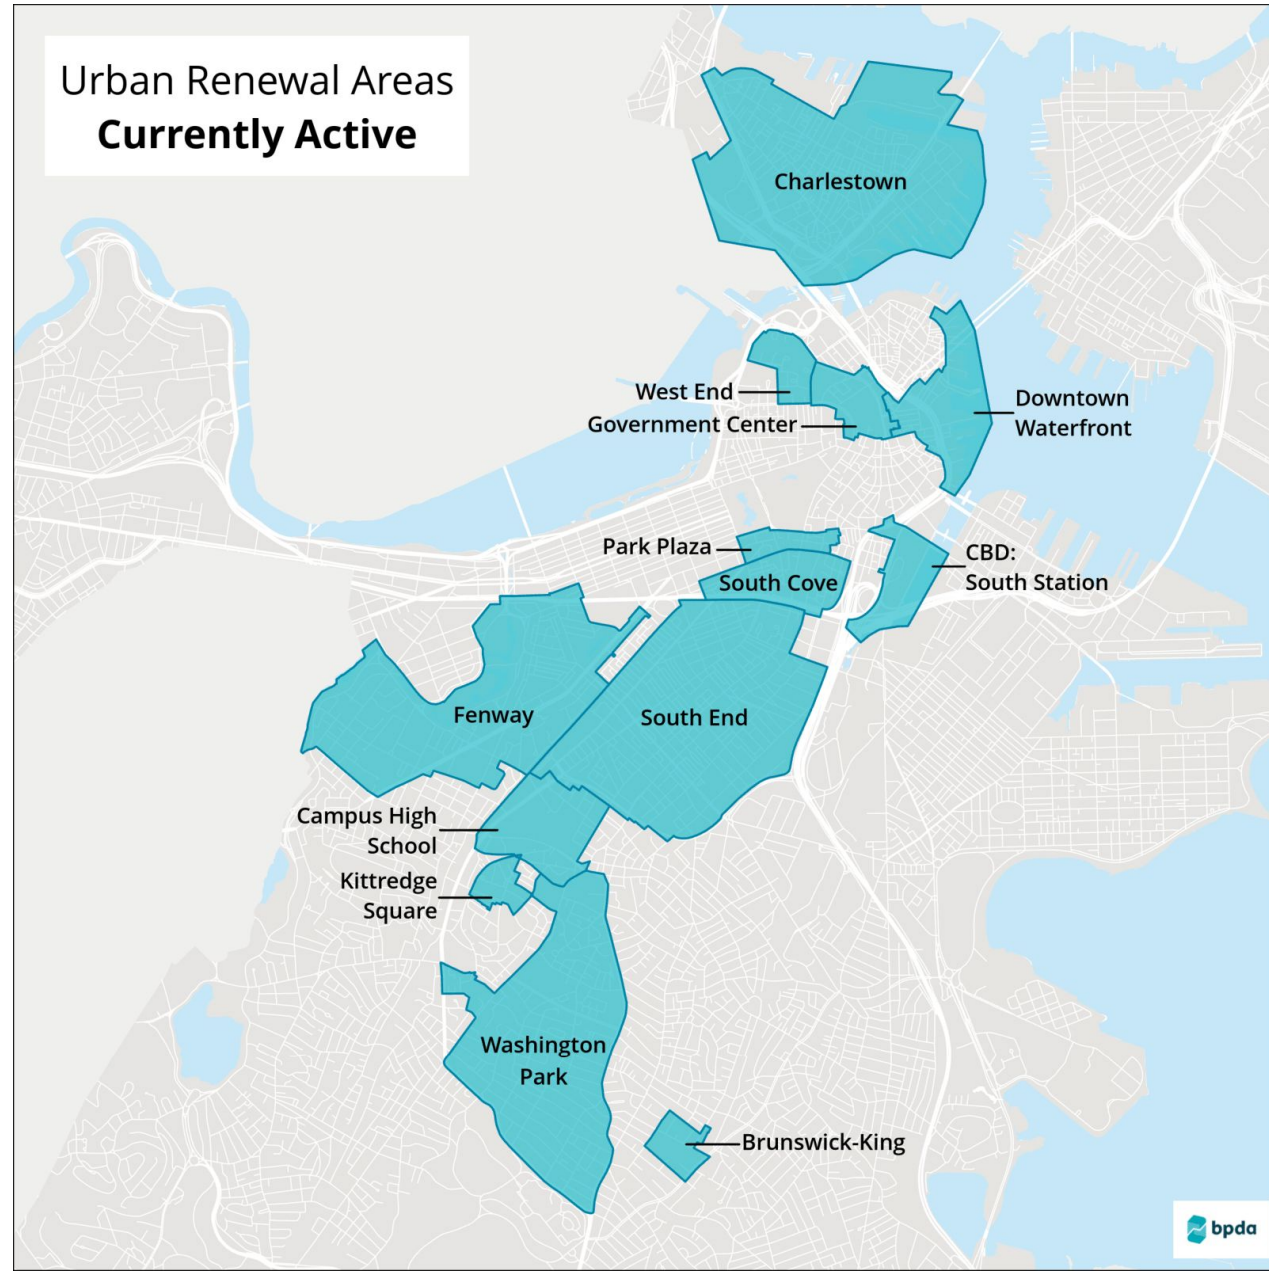 Urban Renewal Areas
Currently Active
Charlestown
West End
Government Center
Downtown
Waterfront
Park Plaza
South Cove
CBD:
South Station
Fenway
South End
Campus High
School
Kittredge
Square
Washington
Park
Brunswick-King
bpda